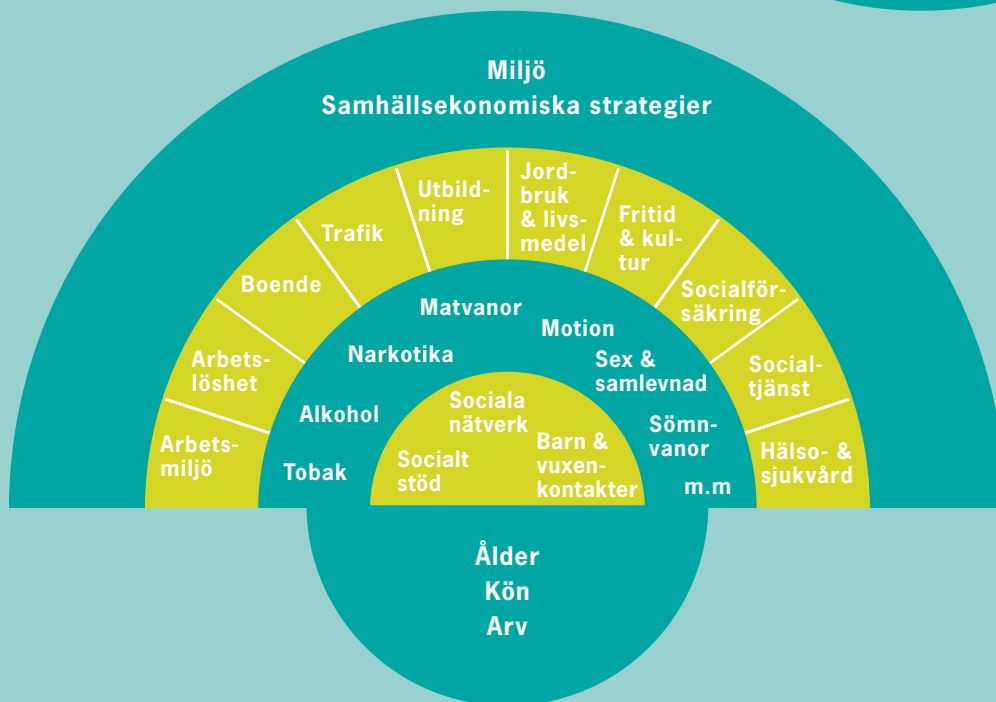 Miljö
Samhällsekonomiska strategier
Arbets-
miljö
Arbets-
löshet
Boende
Trafik
Utbild-
ning
Jord-
bruk
& livs-
medel
Fritid
& kul-
tur
Socialför-
säkring
Social-
tjänst
Hälso- &
sjukvård
Tobak
Alkohol
Narkotika
Matvanor
Motion
Sex &
samlevnad
Sömn-
vanor
m.m
Socialt
stöd
Sociala
nätverk
Barn &
vuxen-
kontakter
Ålder
Kön
Arv